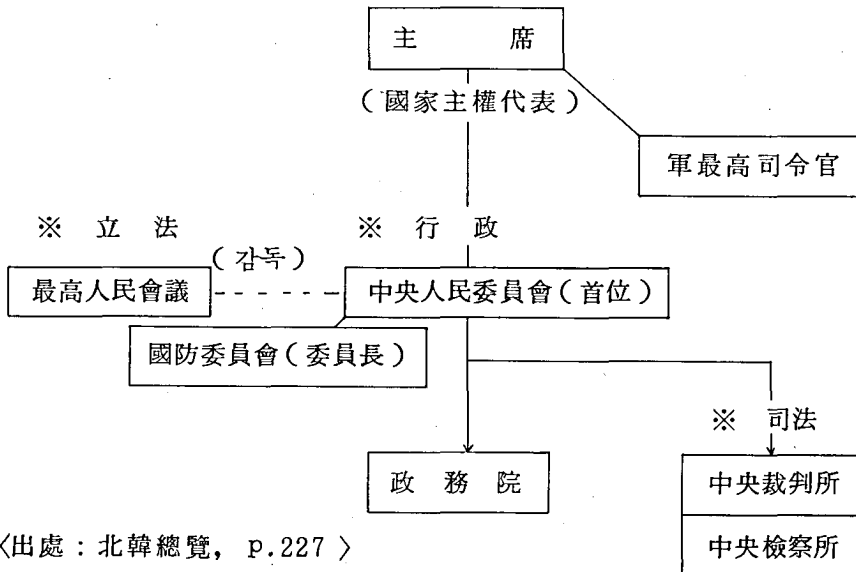 主 席
(國家主權代表)
軍最高司令官
※ 立 法
※ 行 政
(감독)
最高人民會議
中央人民委員會(首位)
國防委員會(委員長)
※ 司法
政 務 院
中央裁判所
中央檢察所
〈出處 : 北韓總覽, p.227 〉